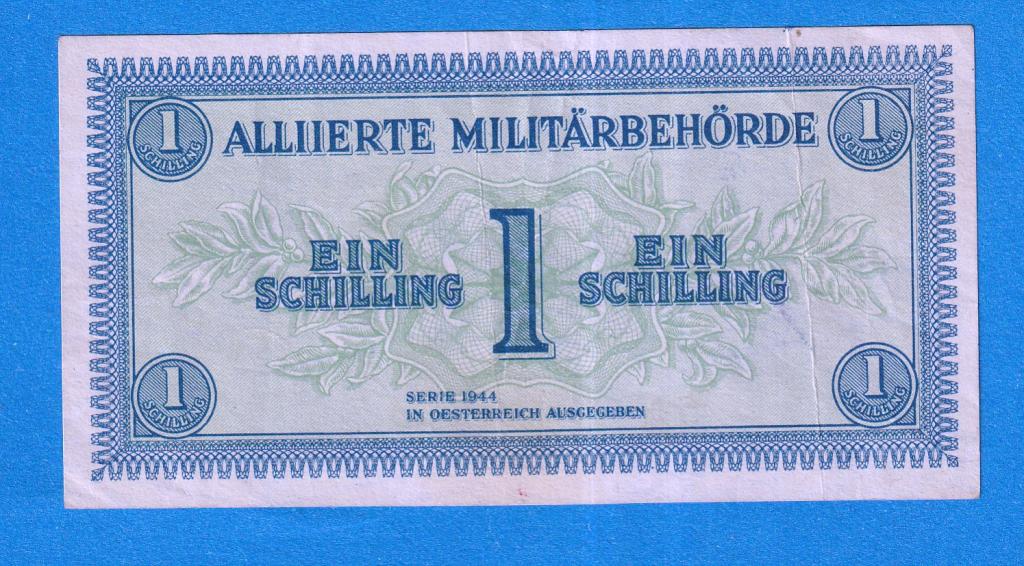 1
SCHILLING
ALLIIERTE MILITÄRBEHÖRDE
1
SCHILLING
EIN
SCHILLING
1
EIN
SCHILLING
1
SCHILLING
SERIE 1944
IN OESTERREICH AUSGEGEBEN
1
SCHILLING